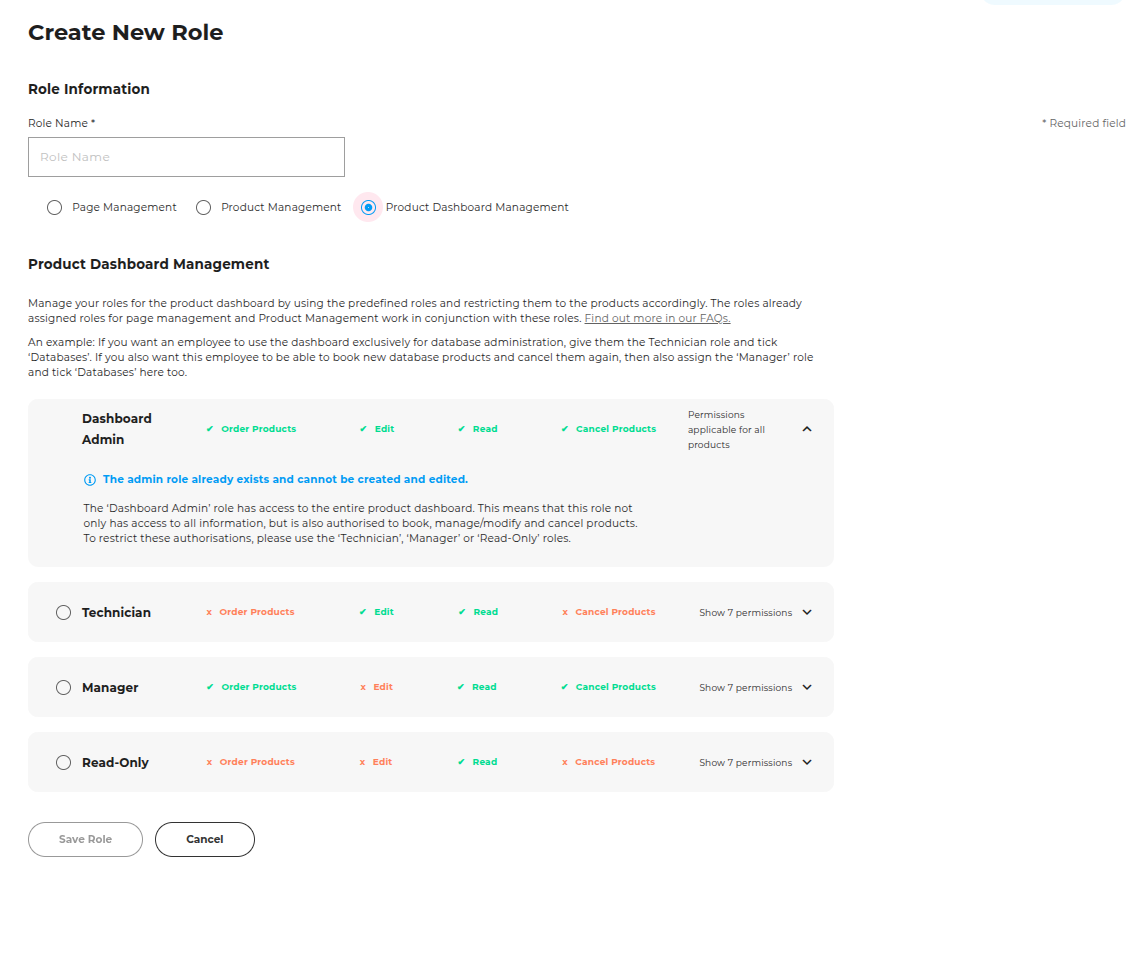 Create New Role
Role Information
Role Name *
* Required field
Role Name
Page Management
Product Management
Product Dashboard Management
Product Dashboard Management
Manage your roles for the product dashboard by using the predefined roles and restricting them to the products accordingly. The roles already
assigned roles for page management and Product Management work in conjunction with these roles. Find out more in our FAQs.
An example: If you want an employee to use the dashboard exclusively for database administration, give them the Technician role and tick
‘Databases’. If you also want this employee to be able to book new database products and cancel them again, then also assign the ‘Manager’ role
and tick ‘Databases’ here too.
Dashboard
Admin
✔ Order Products
✔ Edit
✔ Read
✔ Cancel Products
Permissions
applicable for all
products
The admin role already exists and cannot be created and edited.
The ‘Dashboard Admin’ role has access to the entire product dashboard. This means that this role not
only has access to all information, but is also authorised to book, manage/modify and cancel products.
To restrict these authorisations, please use the ‘Technician’, ‘Manager’ or ‘Read-Only’ roles.
Technician
x Order Products
✔ Edit
✔ Read
x Cancel Products
Show 7 permissions
Manager
✔ Order Products
x Edit
✔ Read
✔ Cancel Products
Show 7 permissions
Read-Only
x Order Products
x Edit
✔ Read
x Cancel Products
Show 7 permissions
Save Role
Cancel